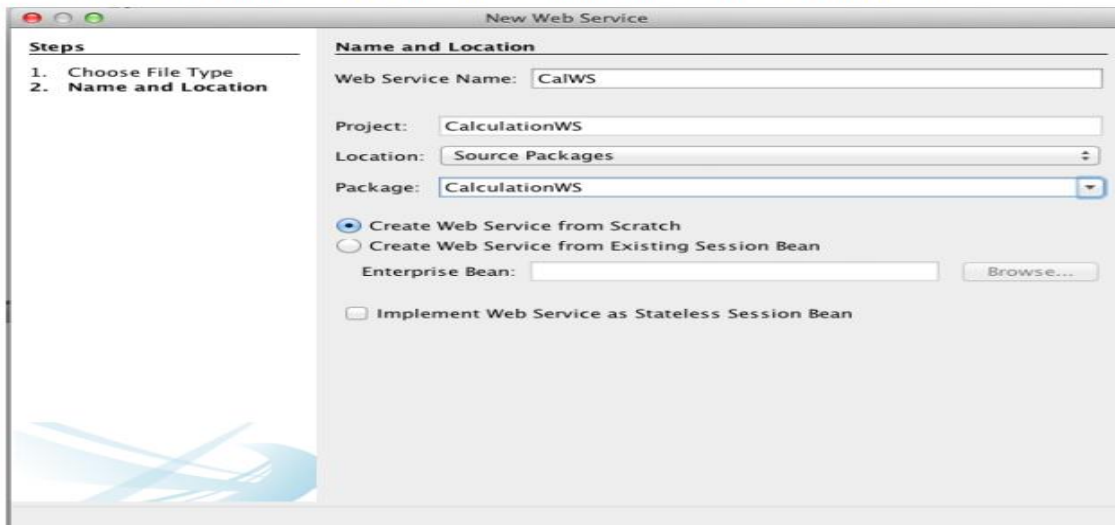 New Web Service
Steps
1. Choose File Type
2. Name and Location
Name and Location
Web Service Name: CalWS
Project: CalculationWS
Location: Source Packages
Package: CalculationWS
Create Web Service from Scratch
Create Web Service from Existing Session Bean
Enterprise Bean: Browse...
Implement Web Service as Stateless Session Bean